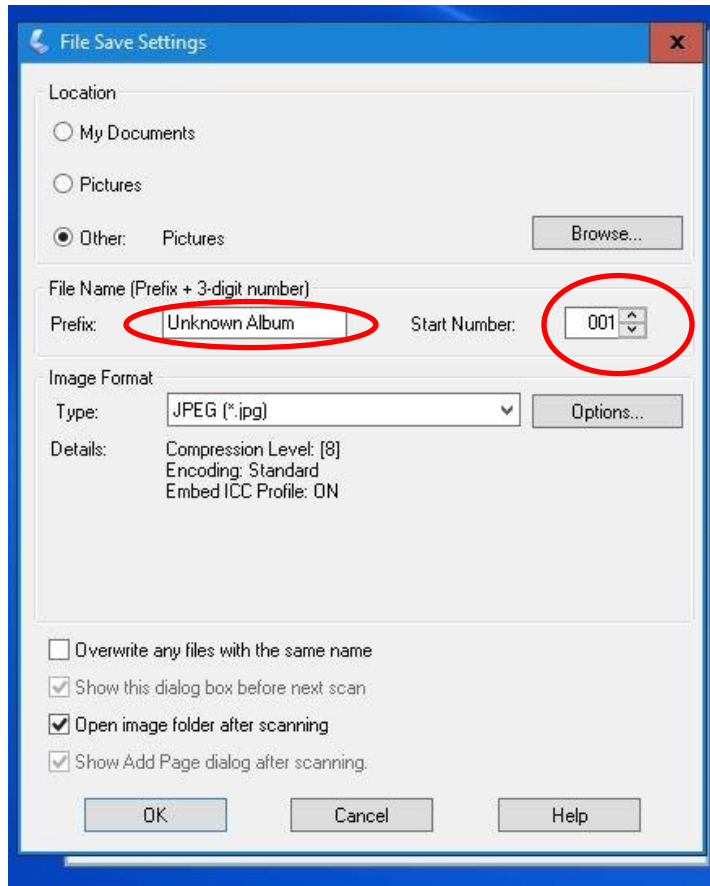 File Save Settings
x
Location
My Documents
Pictures
Other: Pictures Browse...
File Name (Prefix + 3-digit number)
Prefix: Unknown Album Start Number: 001
Image Format
Type: JPEG (*.jpg) Options...
Details: Compression Level: [8]
Encoding: Standard
Embed ICC Profile: ON
Overwrite any files with the same name
Show this dialog box before next scan
Open image folder after scanning
Show Add Page dialog after scanning.
OK Cancel Help